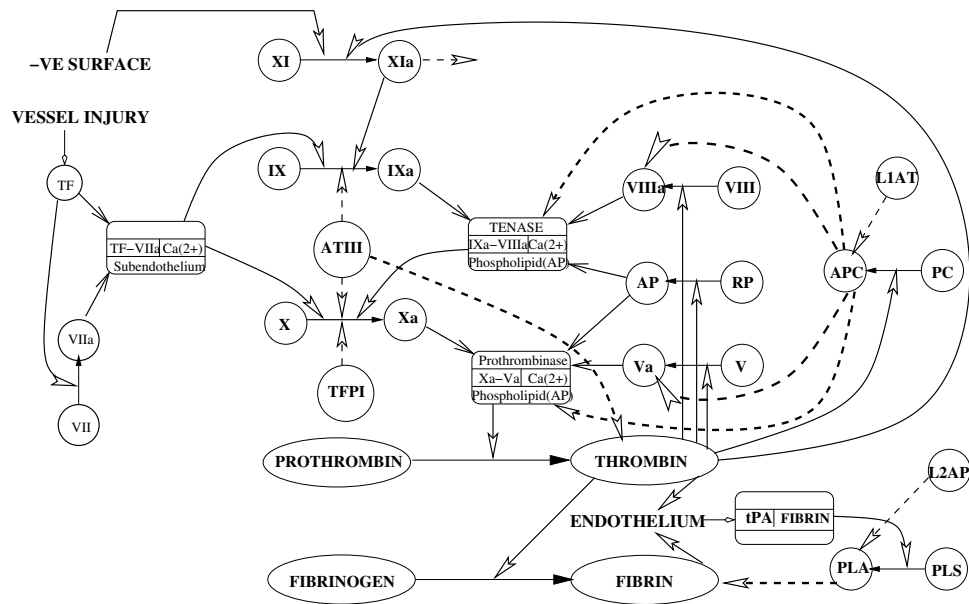 XI
XIa
–VE SURFACE
VESSEL INJURY
TF
IX
IXa
VIIIa
VIII
L1AT
TF–VIIa Ca(2+)
Subendothelium
ATIII
TENASE
IXa–VIIIa Ca(2+)
Phospholipid(AP)
AP
RP
APC
PC
X
Xa
VIIa
VII
TFPI
Prothrombinase
Xa–Va Ca(2+)
Phospholipid(AP)
Va
V
PROTHROMBIN
THROMBIN
L2AP
ENDOTHELIUM
tPA FIBRIN
FIBRINOGEN
FIBRIN
PLA
PLS